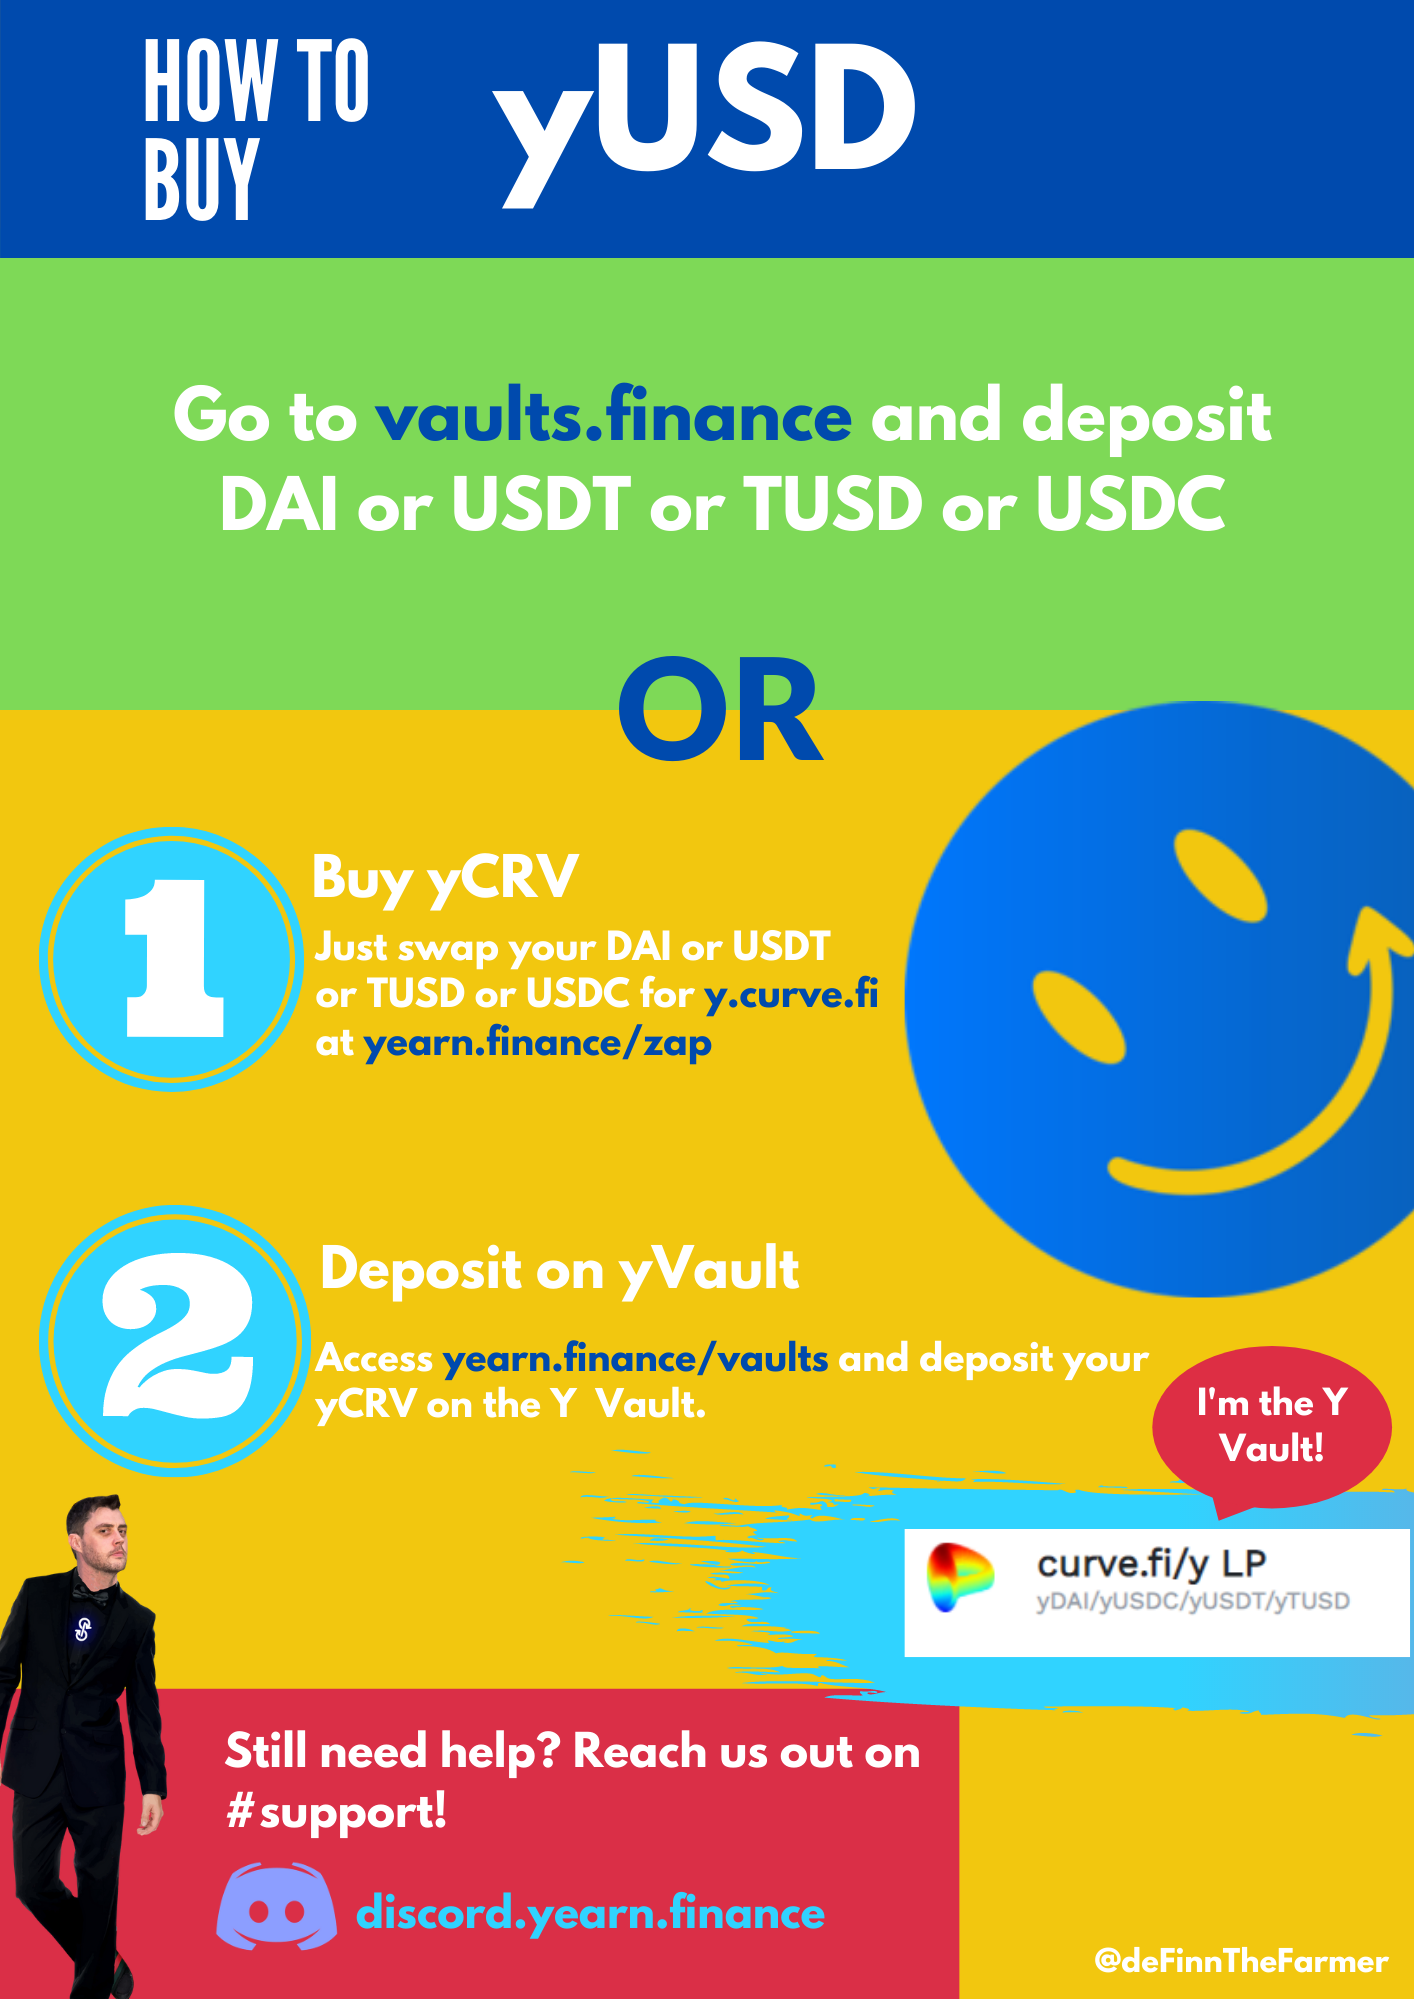 HOW TO
BUY
yUSD
Go to vaults.finance and deposit
DAI or USDT or TUSD or USDC
OR
1
Buy yCRV
Just swap your DAI or USDT
or TUSD or USDC for y.curve.fi
at yearn.finance/zap
2
Deposit on yVault
Access yearn.finance/vaults and deposit your
yCRV on the Y Vault.
I'm the Y
Vault!
curve.fi/y LP
yDAI/yUSDC/yUSDT/yTUSD
Still need help? Reach us out on
#support!
discord.yearn.finance
@deFinnTheFarmer